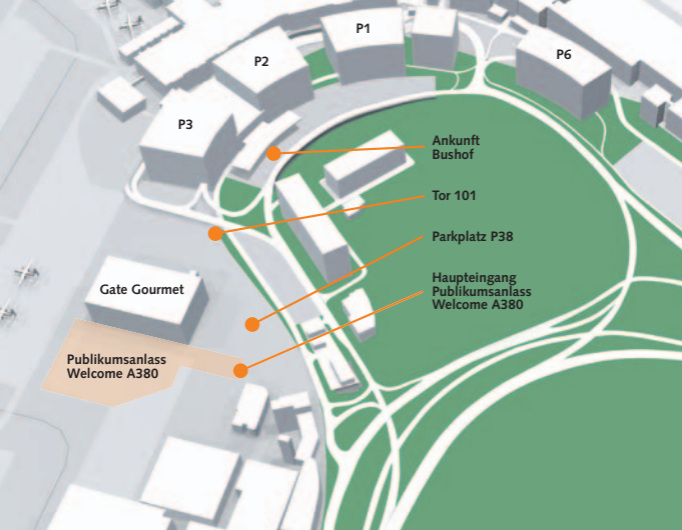 P1
P2
P6
P3
Ankunft
Bushof
Tor 101
Parkplatz P38
Haupteingang
Publikumsanlass
Welcome A380
Gate Gourmet
Publikumsanlass
Welcome A380